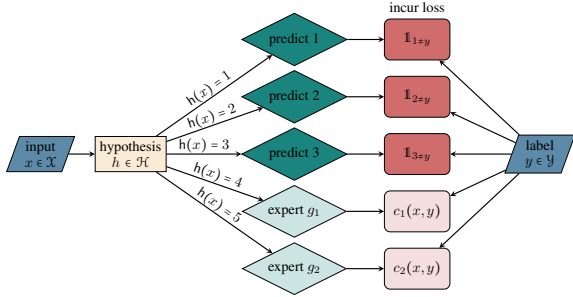 incur loss
predict 1
𝟙₁≠y
h(x) = 1
predict 2
𝟙₂≠y
h(x) = 2
input
x ∈ 𝒳
hypothesis
h ∈ ℋ
h(x) = 3
predict 3
𝟙₃≠y
label
y ∈ 𝒴
h(x) = 4
expert g₁
c₁(x, y)
h(x) = 5
expert g₂
c₂(x, y)